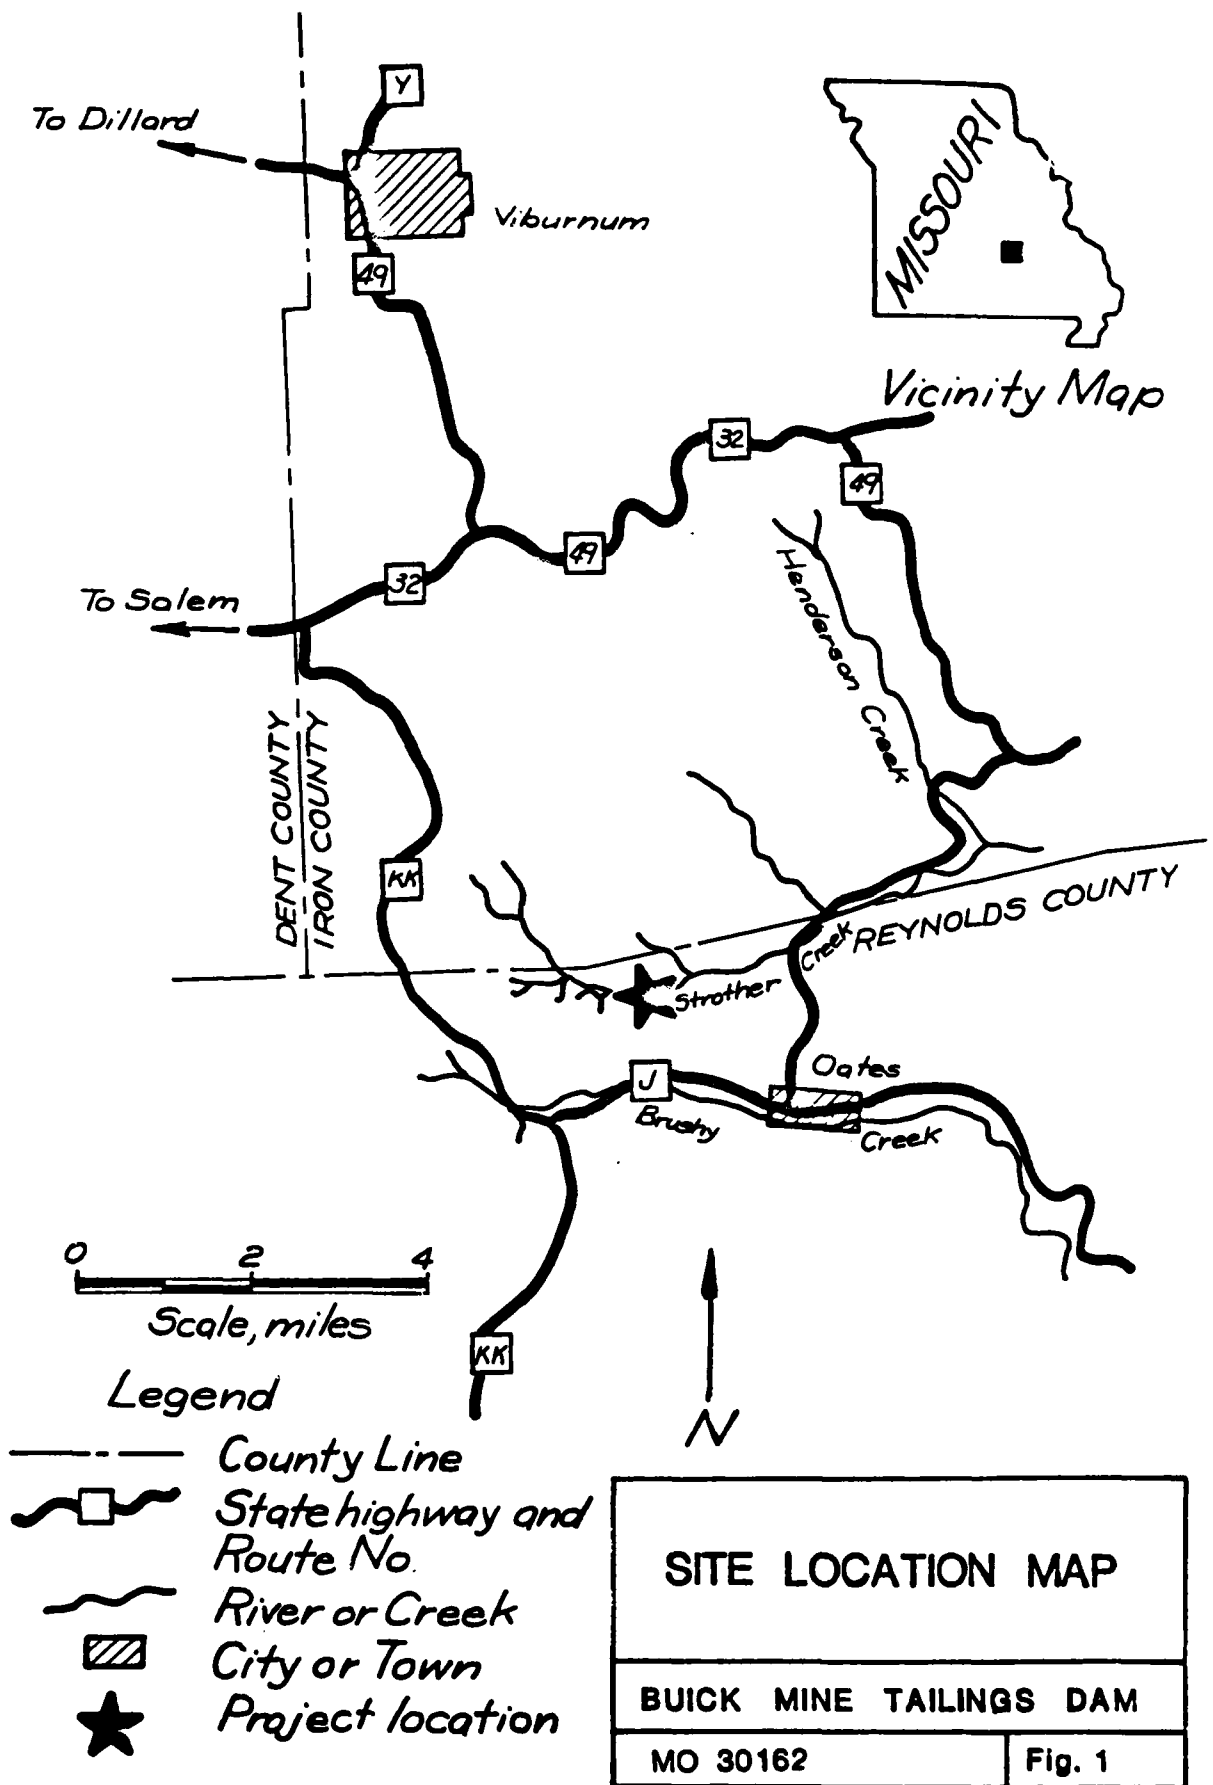 Y
To Dillard
Viburnum
49
MISSOURI
Vicinity Map
32
49
49
32
To Salem
Henderson Creek
DENT COUNTY
IRON COUNTY
KK
REYNOLDS COUNTY
Strother Creek
Oates
J
Brushy Creek
0 2 4
Scale, miles
KK
N
Legend
County Line
State highway and
Route No.
River or Creek
City or Town
Project location
SITE LOCATION MAP
BUICK MINE TAILINGS DAM
MO 30162
Fig. 1